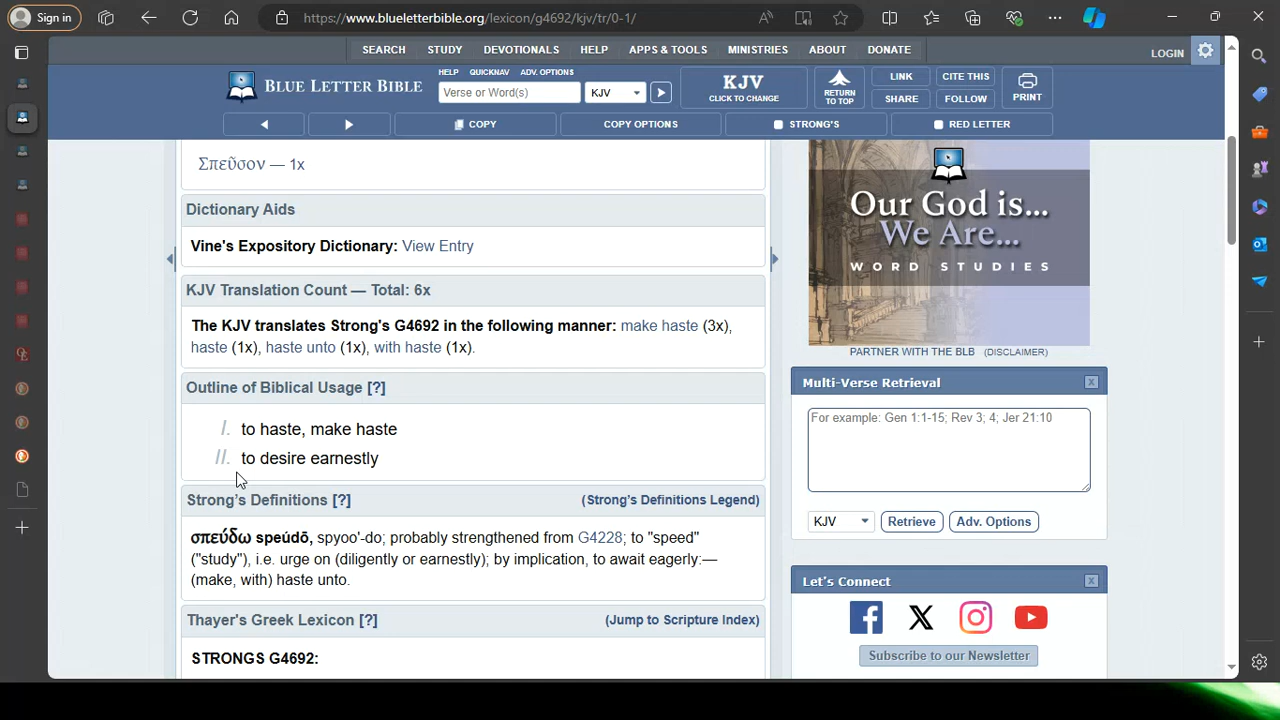 Sign in
https://www.blueletterbible.org/lexicon/g4692/kjv/tr/0-1/
SEARCH STUDY DEVOTIONALS HELP APPS & TOOLS MINISTRIES ABOUT DONATE
LOGIN
BLUE LETTER BIBLE
HELP QUICKNAV ADV. OPTIONS
Verse or Word(s)
KJV
KJV
CLICK TO CHANGE
RETURN
TO TOP
LINK
CITE THIS
SHARE
FOLLOW
PRINT
COPY
COPY OPTIONS
STRONG'S
RED LETTER
Σπεῦσον — 1x
Dictionary Aids
Vine's Expository Dictionary: View Entry
KJV Translation Count — Total: 6x
The KJV translates Strong's G4692 in the following manner: make haste (3x),
haste (1x), haste unto (1x), with haste (1x).
Outline of Biblical Usage [?]
I. to haste, make haste
II. to desire earnestly
Strong's Definitions [?]
(Strong's Definitions Legend)
σπεύδω speúdō, spyoo'-do; probably strengthened from G4228; to "speed"
("study"), i.e. urge on (diligently or earnestly); by implication, to await eagerly:—
(make, with) haste unto.
Thayer's Greek Lexicon [?]
(Jump to Scripture Index)
STRONGS G4692:
Our God is...
We Are...
WORD STUDIES
PARTNER WITH THE BLB (DISCLAIMER)
Multi-Verse Retrieval
X
For example: Gen 1:1-15; Rev 3; 4; Jer 21:10
KJV
Retrieve
Adv. Options
Let's Connect
X
Subscribe to our Newsletter